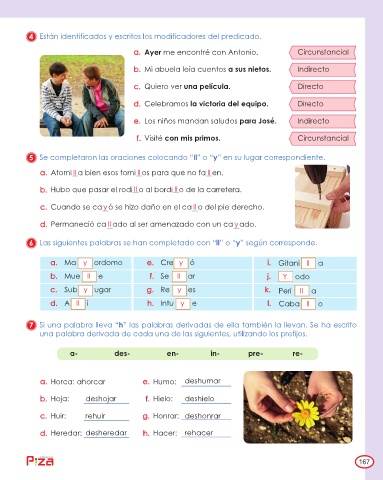 4 Están identificados y escritos los modificadores del predicado.
a. Ayer me encontré con Antonio. Circunstancial
b. Mi abuela leía cuentos a sus nietos. Indirecto
c. Quiero ver una película. Directo
d. Celebramos la victoria del equipo. Directo
e. Los niños mandan saludos para José. Indirecto
f. Visité con mis primos. Circunstancial
5 Se completaron las oraciones colocando "ll" o "y" en su lugar correspondiente.
a. Atornilla bien esos tornillos para que no fallen.
b. Hubo que pasar el rodillo al bordillo de la carretera.
c. Cuando se cayó se hizo daño en el callo del pie derecho.
d. Permaneció callado al ser amenazado con un cayado.
6 Las siguientes palabras se han completado con "ll" o "y" según corresponde.
a. Ma y ordomo e. Cre y ó i. Gitani ll a
b. Mue ll e f. Se ll ar j. Y odo
c. Sub y ugar g. Re y es k. Peri ll a
d. A ll í h. Intu y e l. Caba ll o
7 Si una palabra lleva "h" las palabras derivadas de ella también la llevan. Se ha escrito
una palabra derivada de cada una de las siguientes, utilizando los prefijos.
a- des- en- in- pre- re-
a. Horca: ahorcar e. Humo: deshumar
b. Hoja: deshojar f. Hielo: deshielo
c. Huir: rehuir g. Honrar: deshonrar
d. Heredar: desheredar h. Hacer: rehacer
Piza
167